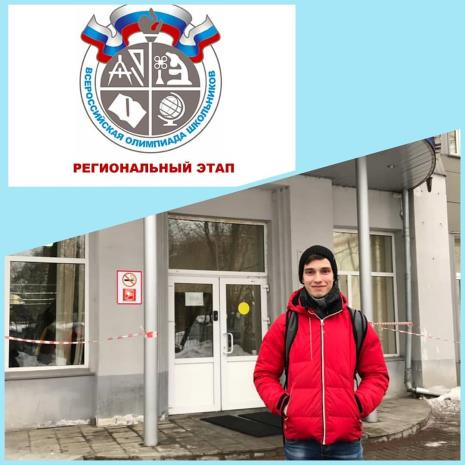 ВСЕРОССИЙСКАЯ ОЛИМПИАДА ШКОЛЬНИКОВ
РЕГИОНАЛЬНЫЙ ЭТАП